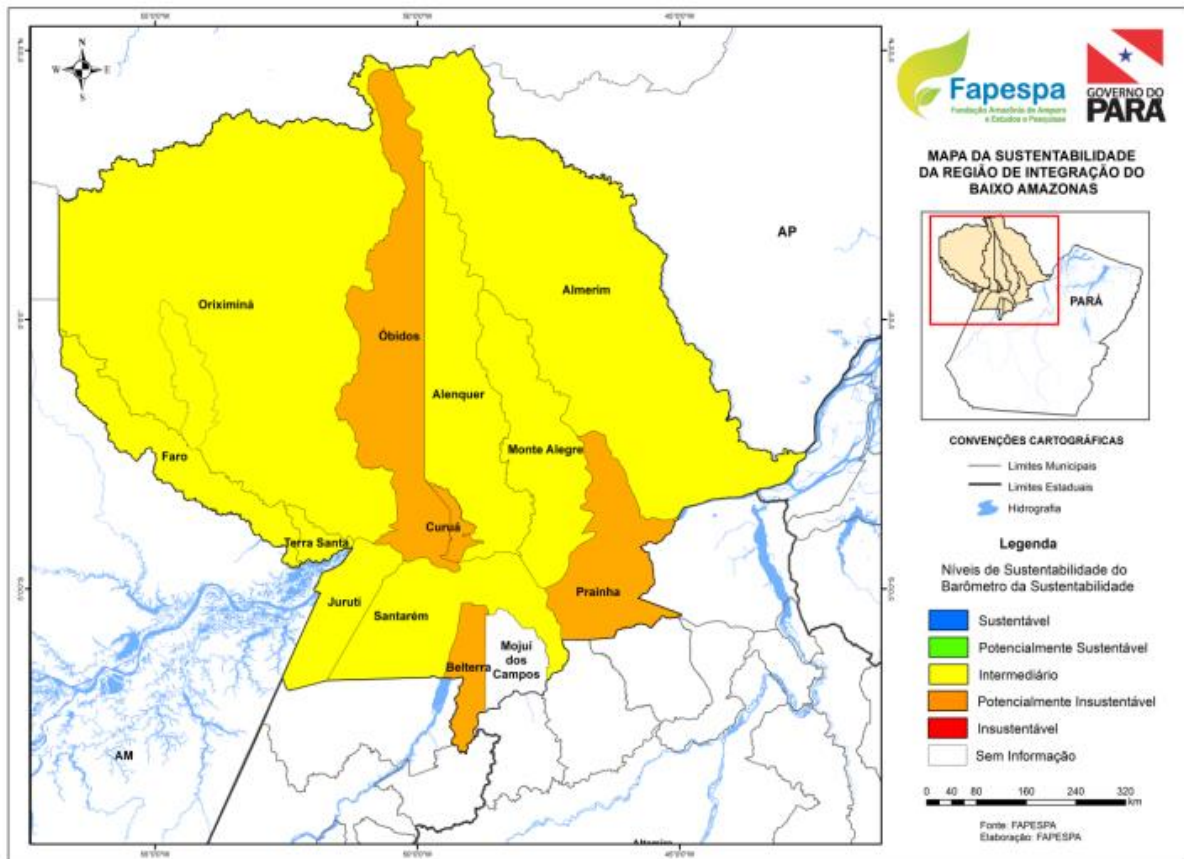 N
W E
S
AP
Oriximiná
Almerim
Óbidos
Alenquer
Monte Alegre
Faro
Curuá
Terra Santa
Juruti
Santarém
Prainha
Belterra
Mojuí
dos
Campos
AM
Fapespa
Fundação Amazônia de Amparo
e Estudos e Pesquisas
GOVERNO DO
PARÁ
MAPA DA SUSTENTABILIDADE
DA REGIÃO DE INTEGRAÇÃO DO
BAIXO AMAZONAS
PARÁ
CONVENÇÕES CARTOGRÁFICAS
Limites Municipais
Limites Estaduais
Hidrografia
Legenda
Níveis de Sustentabilidade do
Barômetro da Sustentabilidade
Sustentável
Potencialmente Sustentável
Intermediário
Potencialmente Insustentável
Insustentável
Sem Informação
0 20 40 80 160 240 320
km
Fonte: FAPESPA
Elaboração: FAPESPA